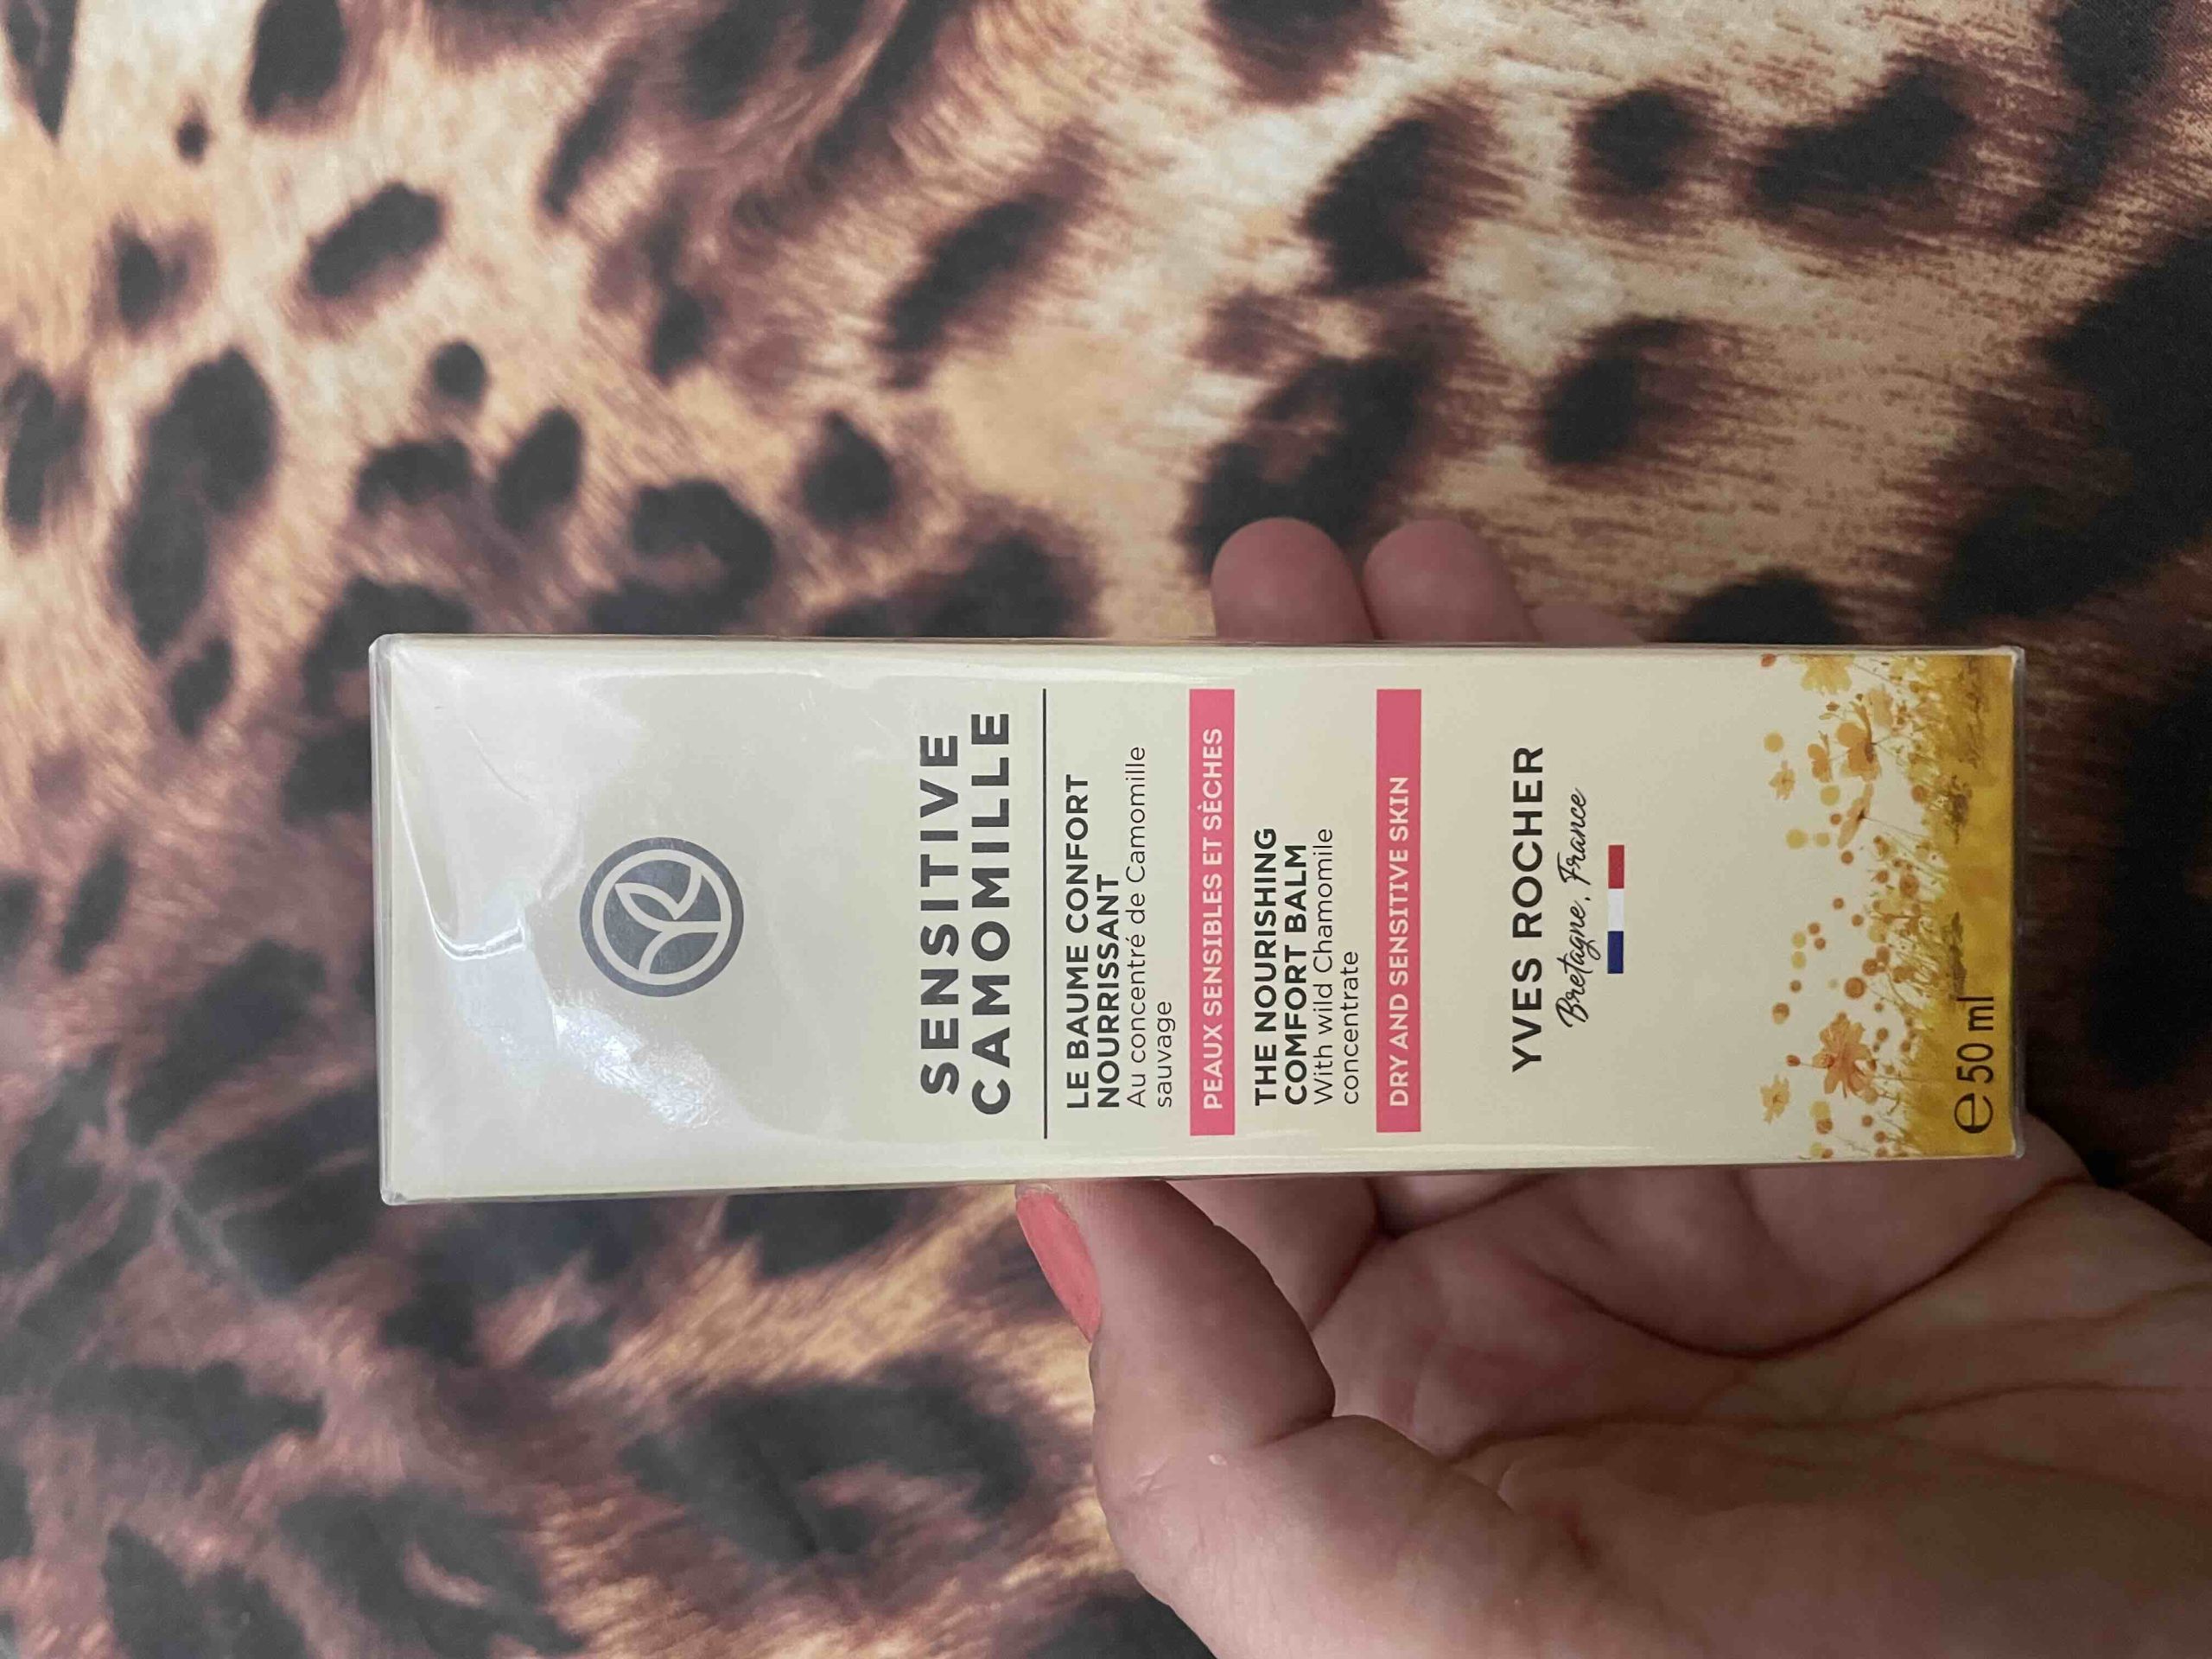 SENSITIVE
CAMOMILLE
LE BAUME CONFORT
NOURRISSANT
Au concentré de Camomille
sauvage
PEAUX SENSIBLES ET SÈCHES
THE NOURISHING
COMFORT BALM
With wild Chamomile
concentrate
DRY AND SENSITIVE SKIN
YVES ROCHER
Bretagne, France
℮ 50 ml